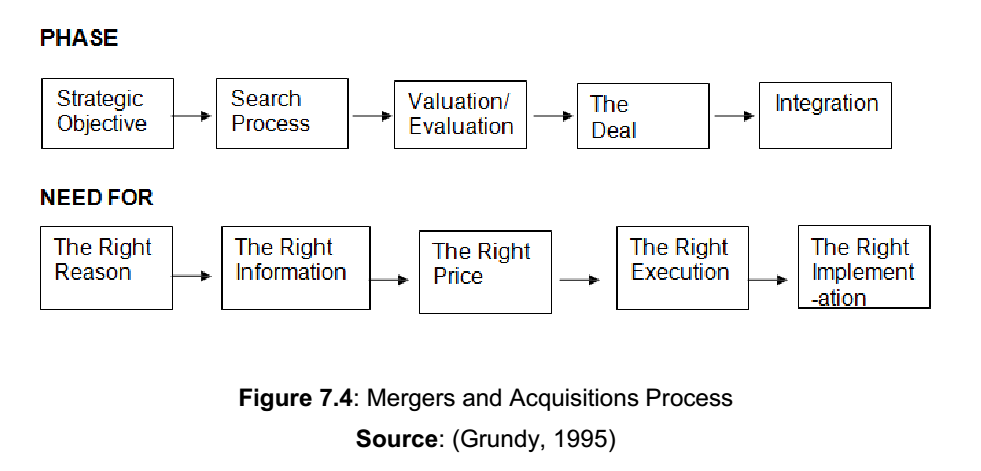 PHASE
Strategic
Objective
Search
Process
Valuation/
Evaluation
The
Deal
Integration
NEED FOR
The Right
Reason
The Right
Information
The Right
Price
The Right
Execution
The Right
Implement
-ation
Figure 7.4: Mergers and Acquisitions Process
Source: (Grundy, 1995)